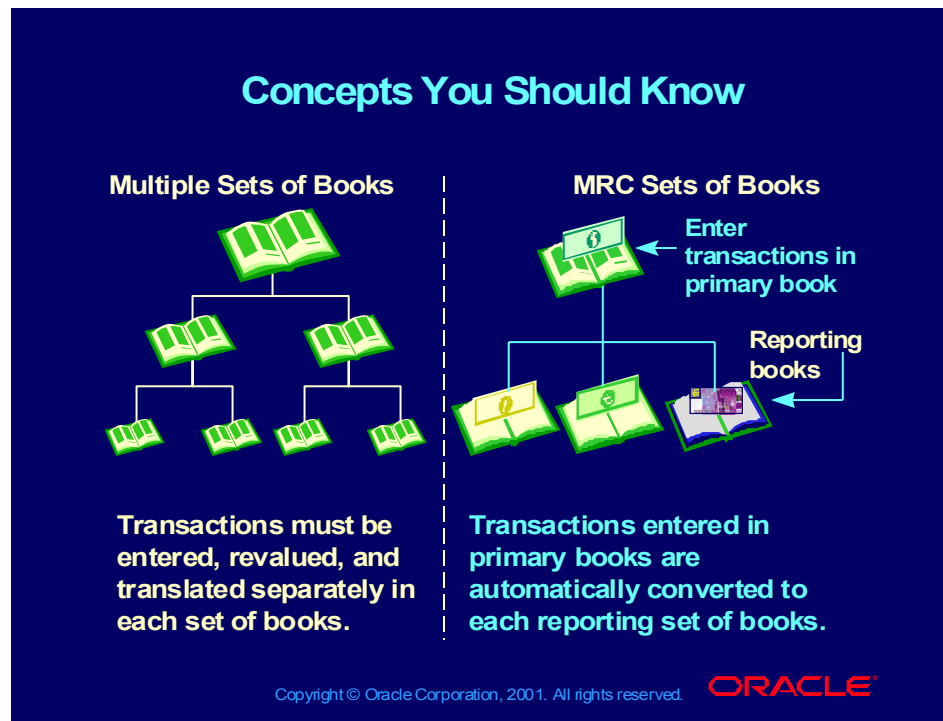 Concepts You Should Know
Multiple Sets of Books
MRC Sets of Books
Enter
transactions in
primary book
Reporting
books
Transactions must be
entered, revalued, and
translated separately in
each set of books.
Transactions entered in
primary books are
automatically converted to
each reporting set of books.
Copyright © Oracle Corporation, 2001. All rights reserved.
ORACLE®